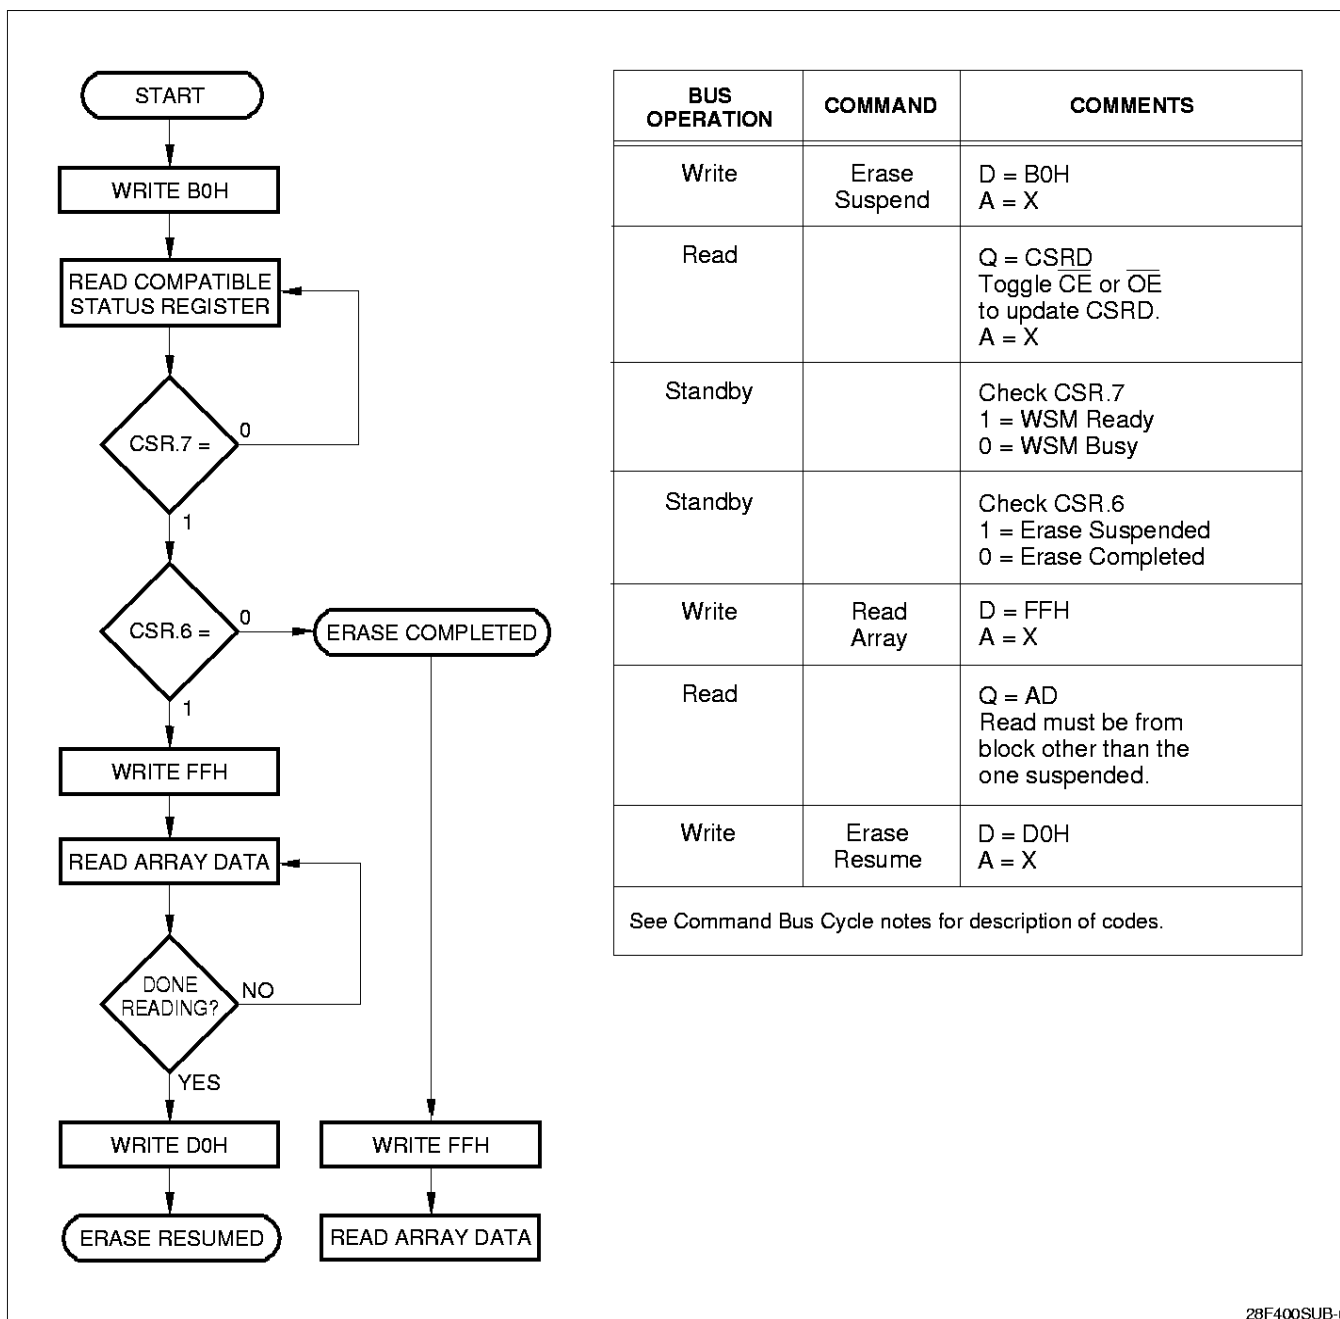 START
WRITE B0H
READ COMPATIBLE
STATUS REGISTER
CSR.7 =
0
1
CSR.6 =
0
ERASE COMPLETED
1
WRITE FFH
READ ARRAY DATA
DONE
READING?
NO
YES
WRITE D0H
WRITE FFH
ERASE RESUMED
READ ARRAY DATA
BUS
OPERATION
COMMAND
COMMENTS
Write
Erase
Suspend
D = B0H
A = X
Read
Q = CSRD
Toggle C̅E̅ or O̅E̅
to update CSRD.
A = X
Standby
Check CSR.7
1 = WSM Ready
0 = WSM Busy
Standby
Check CSR.6
1 = Erase Suspended
0 = Erase Completed
Write
Read
Array
D = FFH
A = X
Read
Q = AD
Read must be from
block other than the
one suspended.
Write
Erase
Resume
D = D0H
A = X
See Command Bus Cycle notes for description of codes.
28F400SUB-